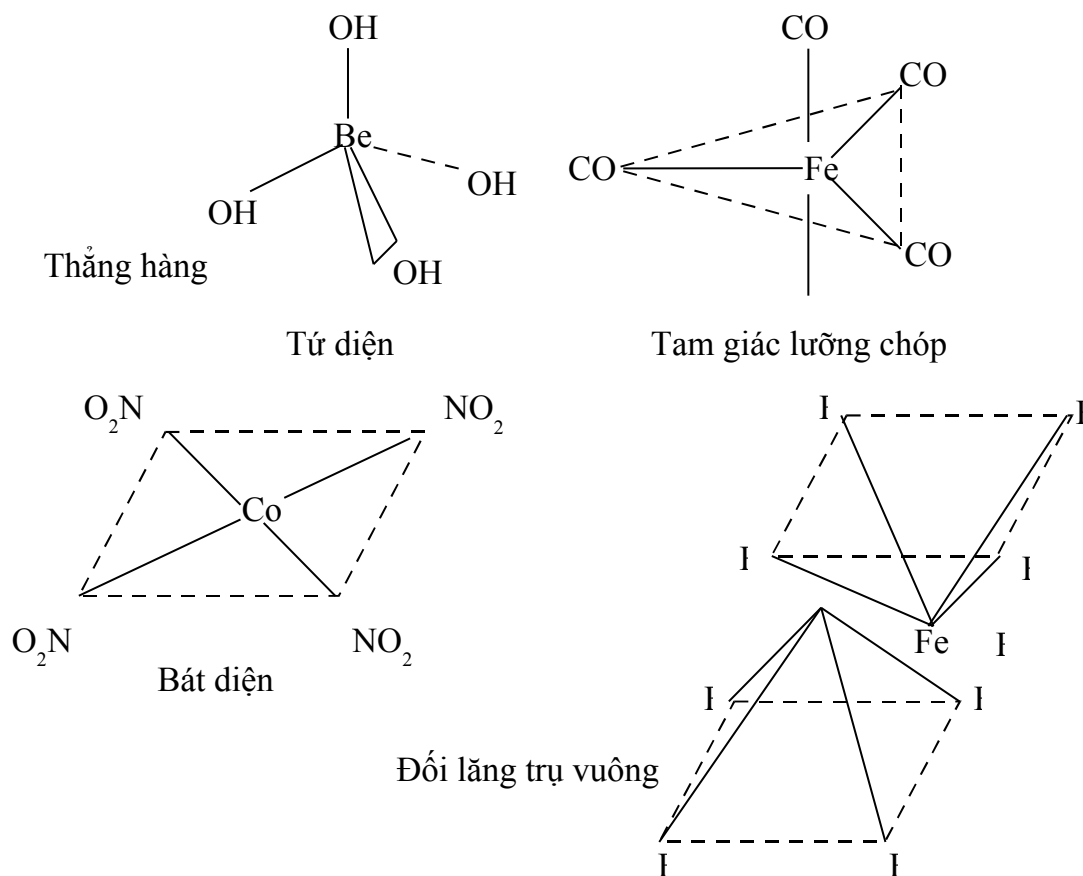 OH
CO
CO
Be
CO
Fe
OH
OH
CO
OH
Thẳng hàng
Tứ diện
Tam giác lưỡng chóp
O₂N
NO₂
Co
O₂N
NO₂
Fe
Bát diện
Đối lăng trụ vuông